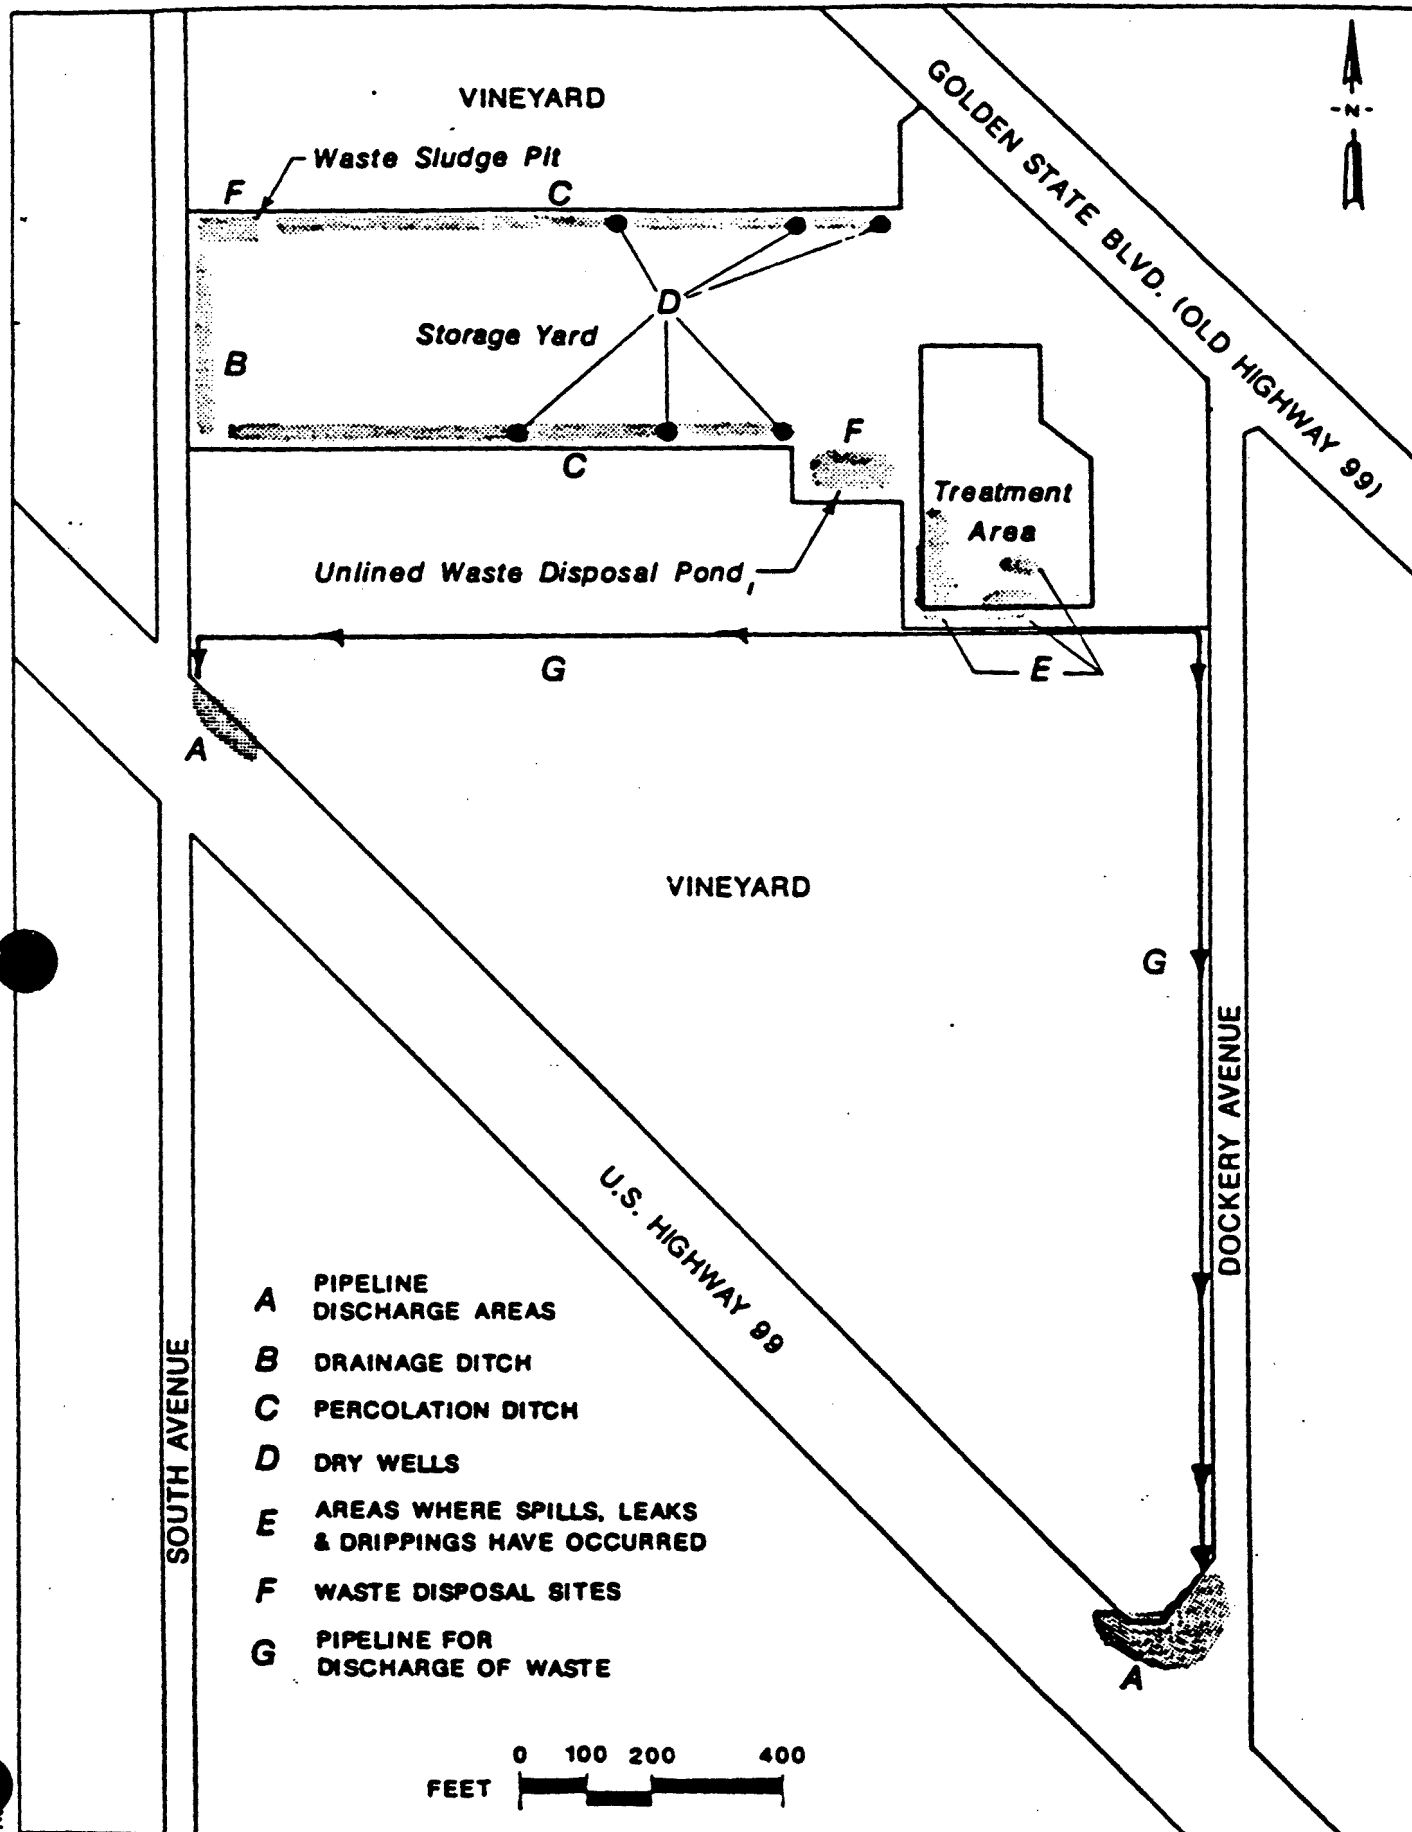 VINEYARD
GOLDEN STATE BLVD. (OLD HIGHWAY 99)
-N-
Waste Sludge Pit
F
C
D
Storage Yard
B
F
C
Treatment
Area
Unlined Waste Disposal Pond
G
E
A
VINEYARD
G
DOCKERY AVENUE
U.S. HIGHWAY 99
SOUTH AVENUE
A PIPELINE
DISCHARGE AREAS
B DRAINAGE DITCH
C PERCOLATION DITCH
D DRY WELLS
E AREAS WHERE SPILLS, LEAKS
& DRIPPINGS HAVE OCCURRED
F WASTE DISPOSAL SITES
G PIPELINE FOR
DISCHARGE OF WASTE
A
0 100 200 400
FEET